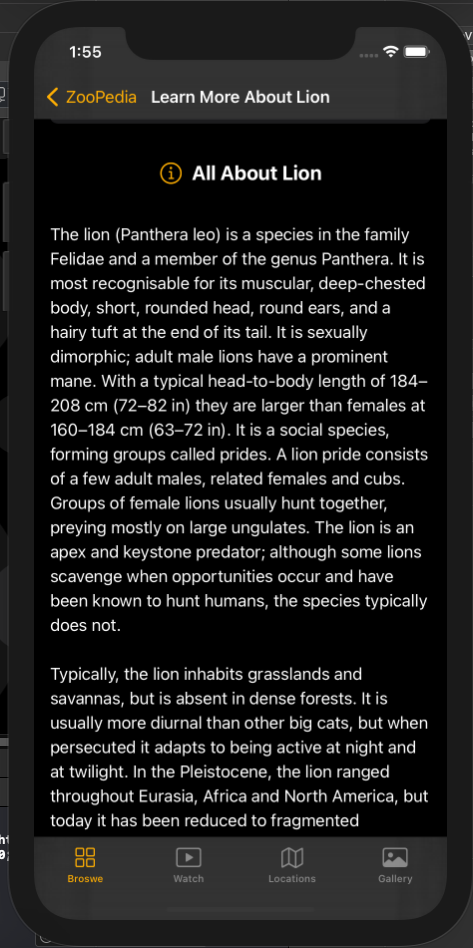 1:55
ZooPedia Learn More About Lion
All About Lion
The lion (Panthera leo) is a species in the family
Felidae and a member of the genus Panthera. It is
most recognisable for its muscular, deep-chested
body, short, rounded head, round ears, and a
hairy tuft at the end of its tail. It is sexually
dimorphic; adult male lions have a prominent
mane. With a typical head-to-body length of 184–
208 cm (72–82 in) they are larger than females at
160–184 cm (63–72 in). It is a social species,
forming groups called prides. A lion pride consists
of a few adult males, related females and cubs.
Groups of female lions usually hunt together,
preying mostly on large ungulates. The lion is an
apex and keystone predator; although some lions
scavenge when opportunities occur and have
been known to hunt humans, the species typically
does not.
Typically, the lion inhabits grasslands and
savannas, but is absent in dense forests. It is
usually more diurnal than other big cats, but when
persecuted it adapts to being active at night and
at twilight. In the Pleistocene, the lion ranged
throughout Eurasia, Africa and North America, but
today it has been reduced to fragmented
Broswe Watch Locations Gallery